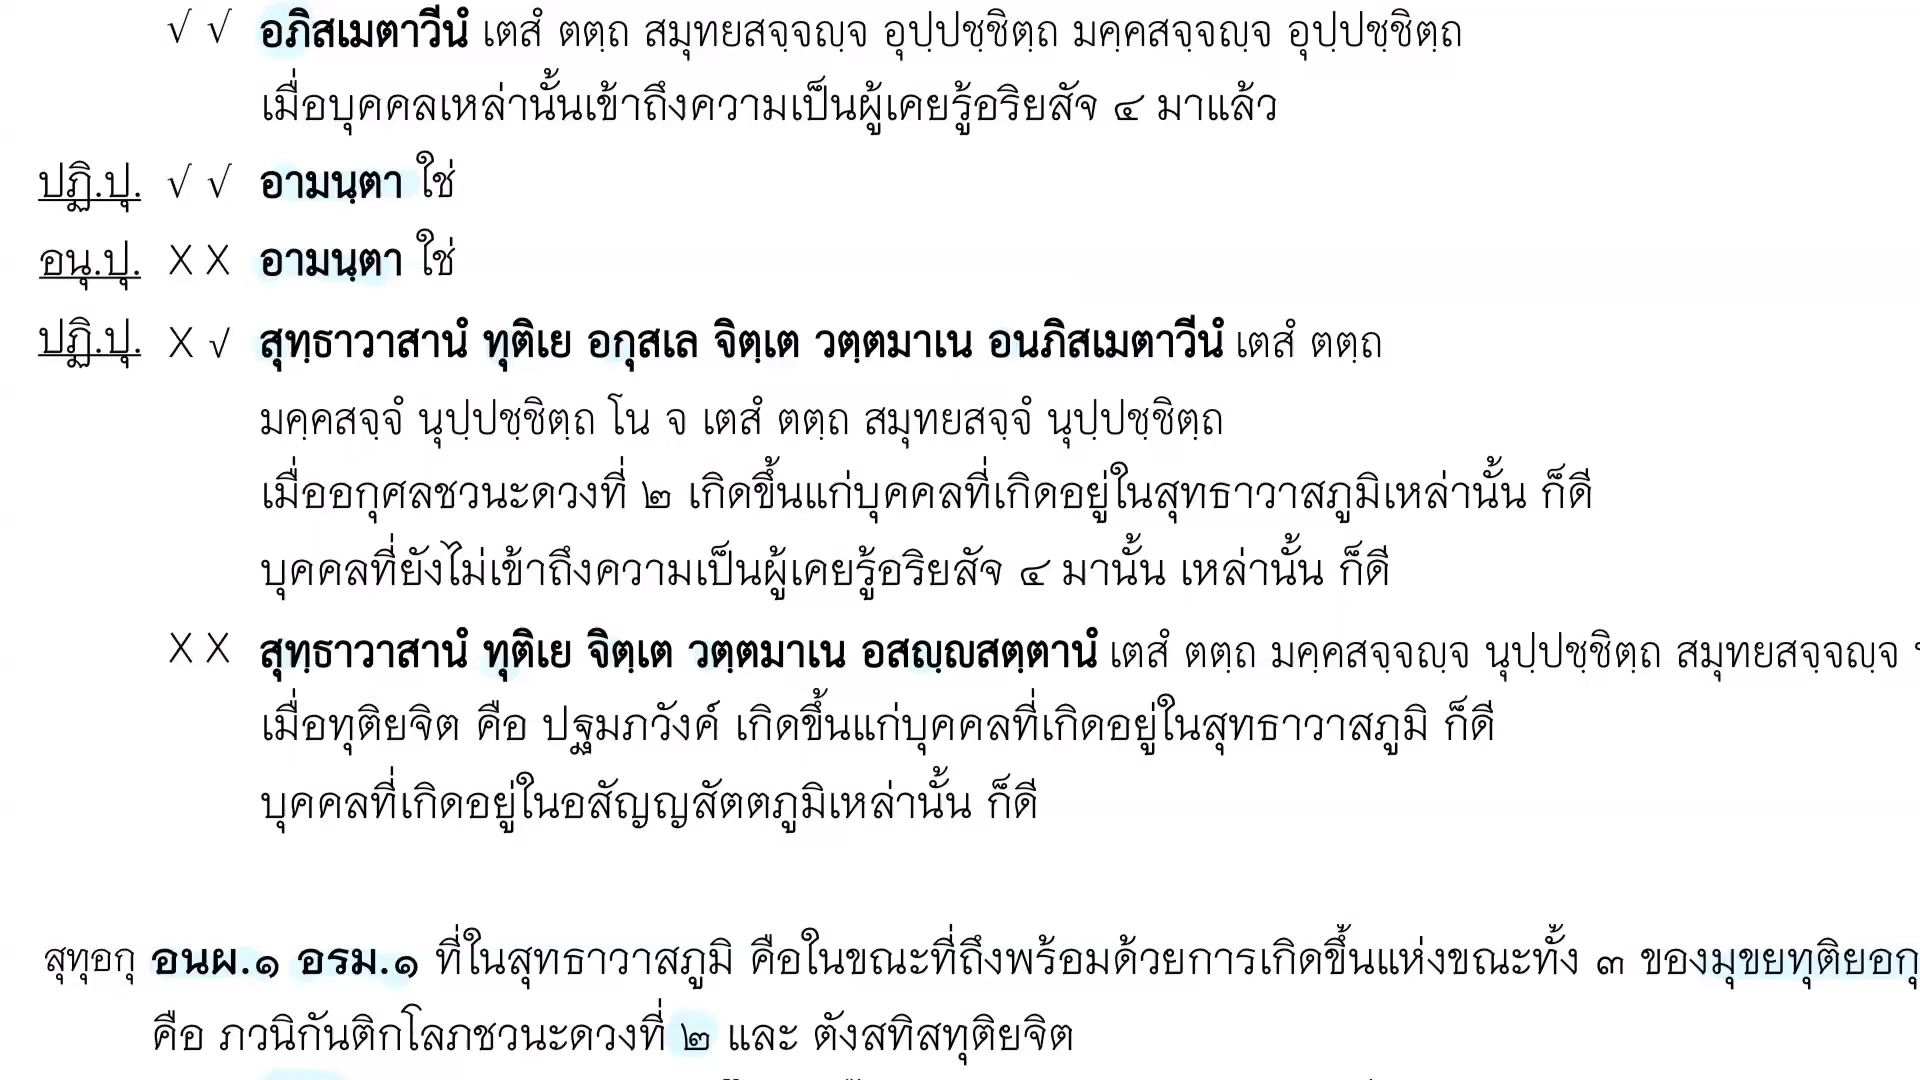 √ √ อภิสเมตาวีนํ เตสํ ตตฺถ สมุทยสจฺจญฺจ อุปฺปชฺชิตฺถ มคฺคสจฺจญฺจ อุปฺปชฺชิตฺถ
เมื่อบุคคลเหล่านั้นเข้าถึงความเป็นผู้เคยรู้อริยสัจ ๔ มาแล้ว
ปฏิ.ปุ. √ √ อามนฺตา ใช่
อนุ.ปุ. X X อามนฺตา ใช่
ปฏิ.ปุ. X √ สุทฺธาวาสานํ ทุติเย อกุสเล จิตฺเต วตฺตมาเน อนภิสเมตาวีนํ เตสํ ตตฺถ
มคฺคสจฺจํ นุปฺปชฺชิตฺถ โน จ เตสํ ตตฺถ สมุทยสจฺจํ นุปฺปชฺชิตฺถ
เมื่ออกุศลชวนะดวงที่ ๒ เกิดขึ้นแก่บุคคลที่เกิดอยู่ในสุทธาวาสภูมิเหล่านั้น ก็ดี
บุคคลที่ยังไม่เข้าถึงความเป็นผู้เคยรู้อริยสัจ ๔ มานั้น เหล่านั้น ก็ดี
X X สุทฺธาวาสานํ ทุติเย จิตฺเต วตฺตมาเน อสญฺญสตฺตานํ เตสํ ตตฺถ มคฺคสจฺจญฺจ นุปฺปชฺชิตฺถ สมุทยสจฺจญฺจ
เมื่อทุติยจิต คือ ปฐมภวังค์ เกิดขึ้นแก่บุคคลที่เกิดอยู่ในสุทธาวาสภูมิ ก็ดี
บุคคลที่เกิดอยู่ในอสัญญสัตตภูมิเหล่านั้น ก็ดี
สุทุอกุ อนผ.๑ อรม.๑ ที่ในสุทธาวาสภูมิ คือในขณะที่ถึงพร้อมด้วยการเกิดขึ้นแห่งขณะทั้ง ๓ ของมุขยทุติยอกุ
คือ ภวนิกันติกโลภชวนะดวงที่ ๒ และ ตังสทิสทุติยจิต